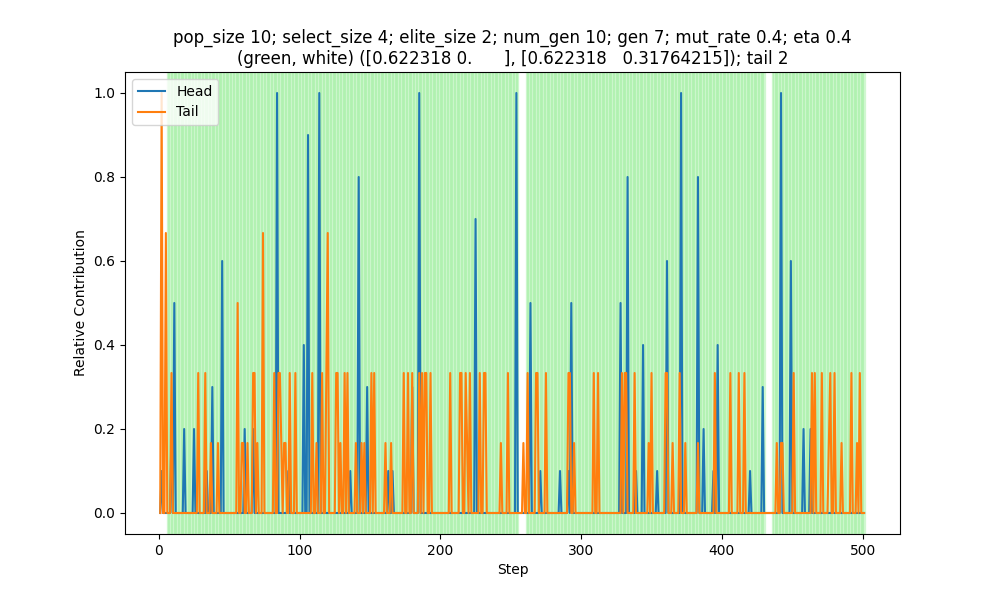 pop_size 10; select_size 4; elite_size 2; num_gen 10; gen 7; mut_rate 0.4; eta 0.4
(green, white) ([0.622318 0.      ], [0.622318   0.31764215]); tail 2
Head
Tail
1.0
0.8
0.6
0.4
0.2
0.0
Relative Contribution
0
100
200
300
400
500
Step